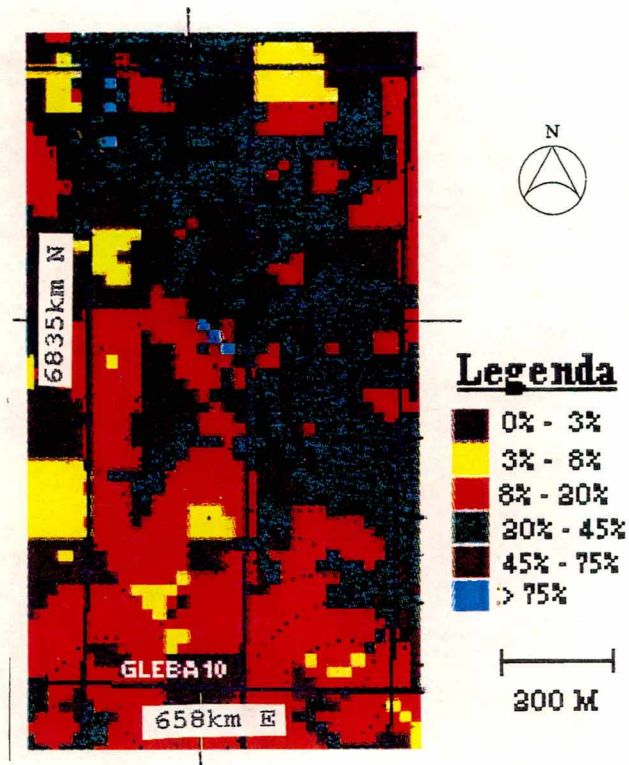 N
6835km N
Legenda
0% - 3%
3% - 8%
8% - 20%
20% - 45%
45% - 75%
> 75%
GLEBA 10
658km E
200 M